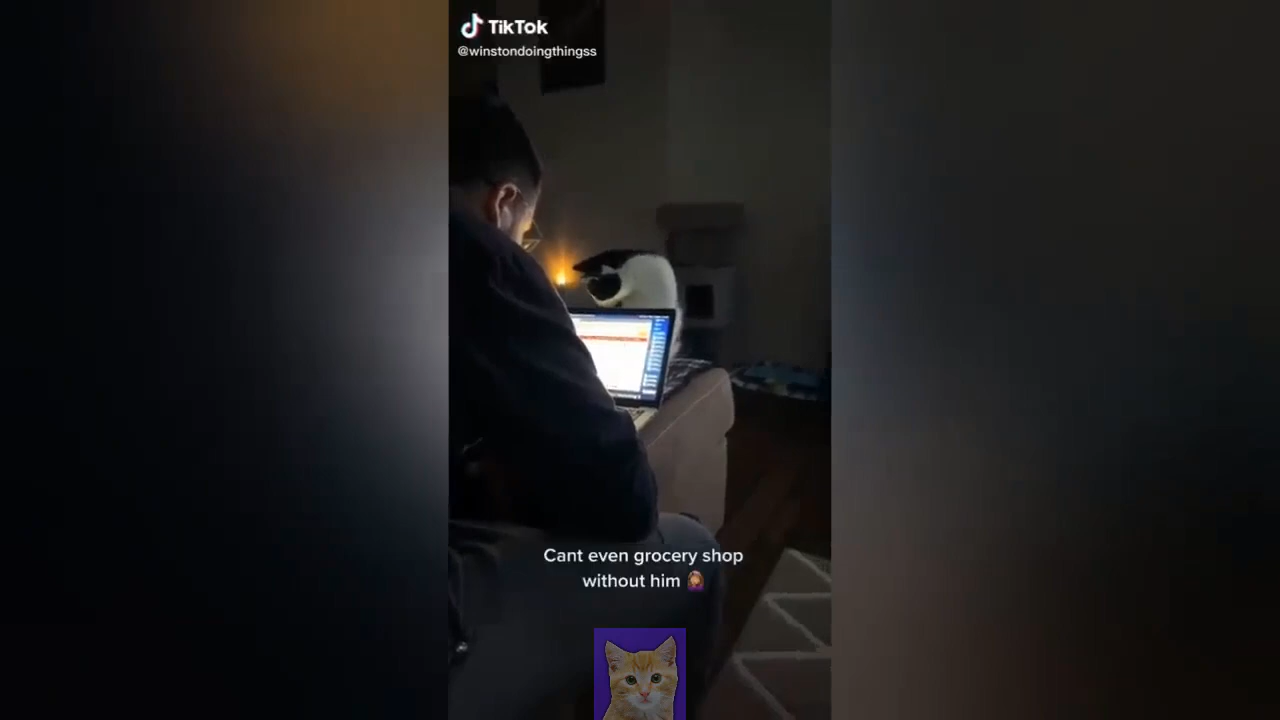 TikTok
@winstondoingthingss
Cant even grocery shop
without him 🤦🏼‍♀️